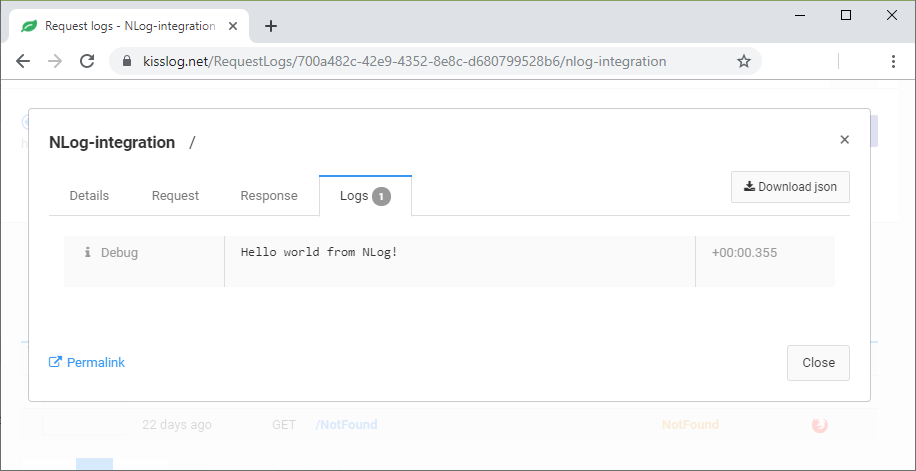 Request logs - NLog-integration
kisslog.net/RequestLogs/700a482c-42e9-4352-8e8c-d680799528b6/nlog-integration
NLog-integration /
Details Request Response Logs 1
Download json
Debug Hello world from NLog! +00:00.355
Permalink
Close
22 days ago GET /NotFound NotFound